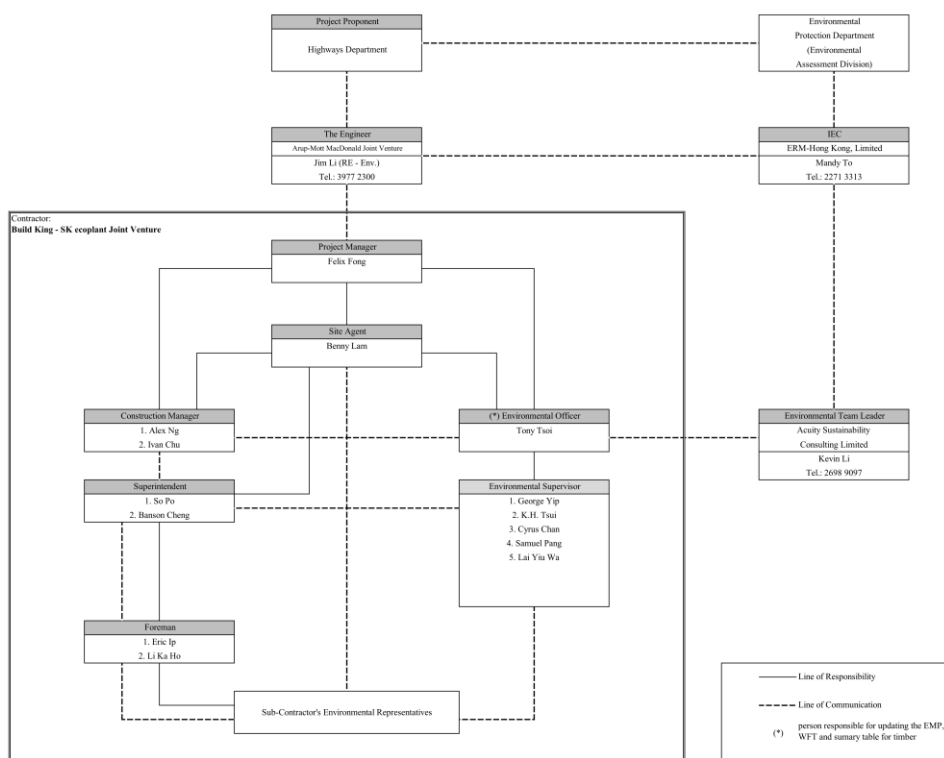 Project Proponent
Highways Department
Environmental
Protection Department
(Environmental
Assessment Division)
The Engineer
Arup-Mott MacDonald Joint Venture
Jim Li (RE - Env.)
Tel.: 3977 2300
IEC
ERM-Hong Kong, Limited
Mandy To
Tel.: 2271 3313
Contractor:
Build King - SK ecoplant Joint Venture
Project Manager
Felix Fong
Site Agent
Benny Lam
Construction Manager
1. Alex Ng
2. Ivan Chu
(*) Environmental Officer
Tony Tsoi
Environmental Team Leader
Acuity Sustainability
Consulting Limited
Kevin Li
Tel.: 2698 9097
Superintendent
1. So Po
2. Banson Cheng
Environmental Supervisor
1. George Yip
2. K.H. Tsui
3. Cyrus Chan
4. Samuel Pang
5. Lai Yiu Wa
Foreman
1. Eric Ip
2. Li Ka Ho
Sub-Contractor's Environmental Representatives
Line of Responsibility
Line of Communication
(*) person responsible for updating the EMP,
WFT and sumary table for timber